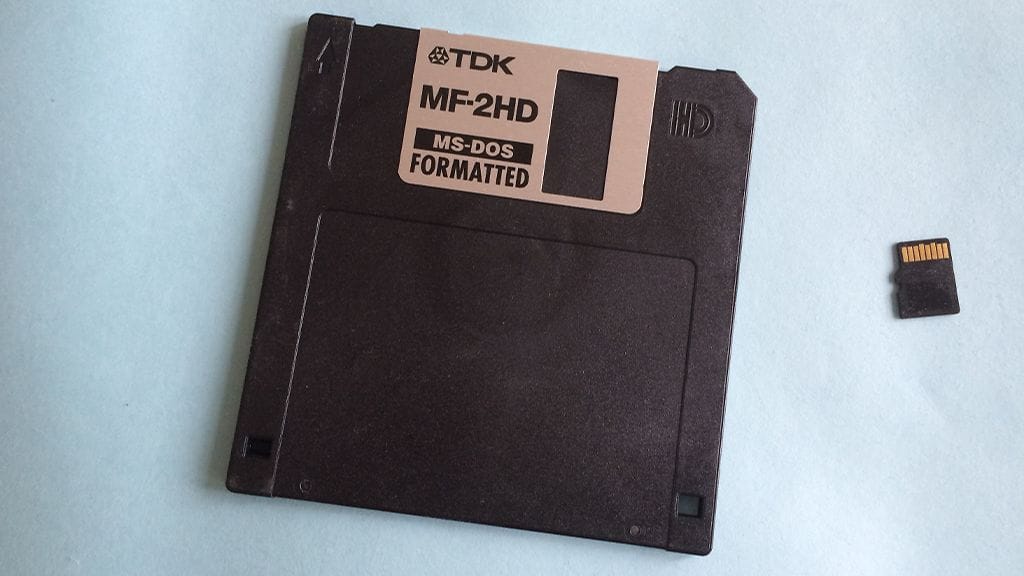 TDK
MF-2HD
MS-DOS
FORMATTED
HD